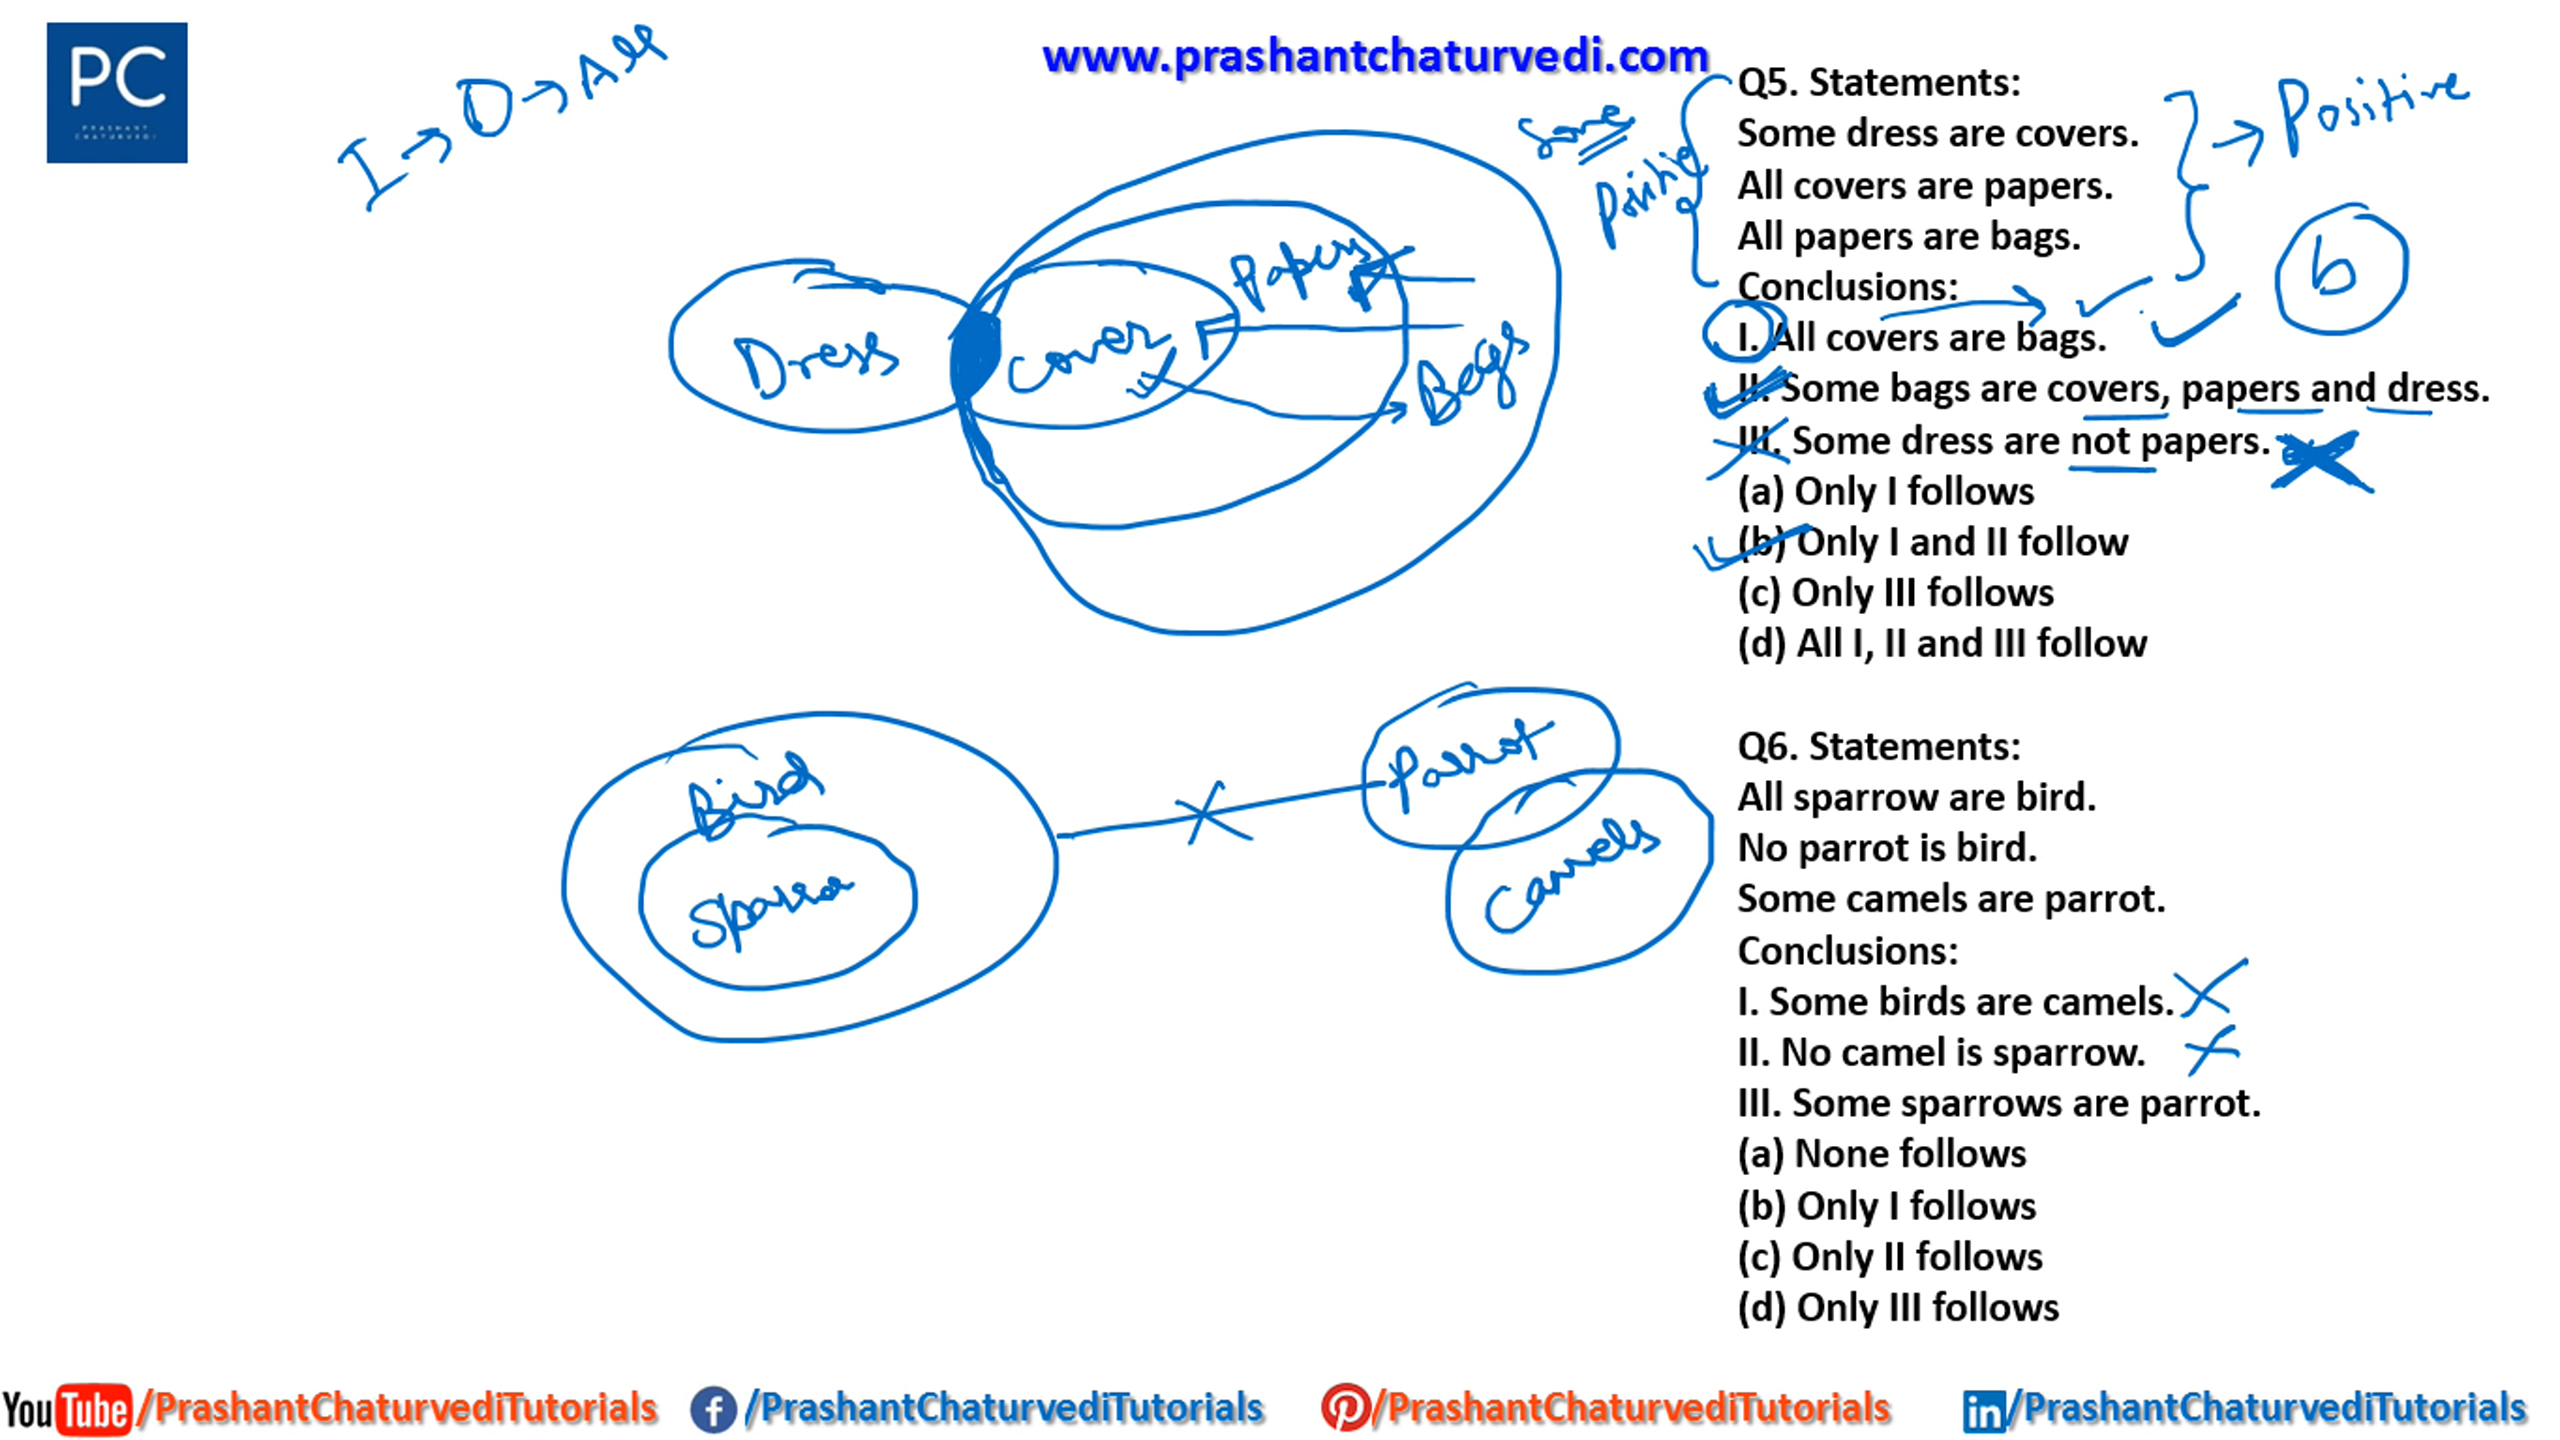 PC
PRASHANT
CHATURVEDI
I → D → All
www.prashantchaturvedi.com
Some
Positive
Positive
b
Q5. Statements:
Some dress are covers.
All covers are papers.
All papers are bags.
Conclusions:
I. All covers are bags.
II. Some bags are covers, papers and dress.
III. Some dress are not papers.
(a) Only I follows
(b) Only I and II follow
(c) Only III follows
(d) All I, II and III follow
Dress
Cover
Papers
Bags
Q6. Statements:
All sparrow are bird.
No parrot is bird.
Some camels are parrot.
Conclusions:
I. Some birds are camels.
II. No camel is sparrow.
III. Some sparrows are parrot.
(a) None follows
(b) Only I follows
(c) Only II follows
(d) Only III follows
Bird
Parrot
Camels
YouTube /PrashantChaturvediTutorials
f /PrashantChaturvediTutorials
/PrashantChaturvediTutorials
in /PrashantChaturvediTutorials